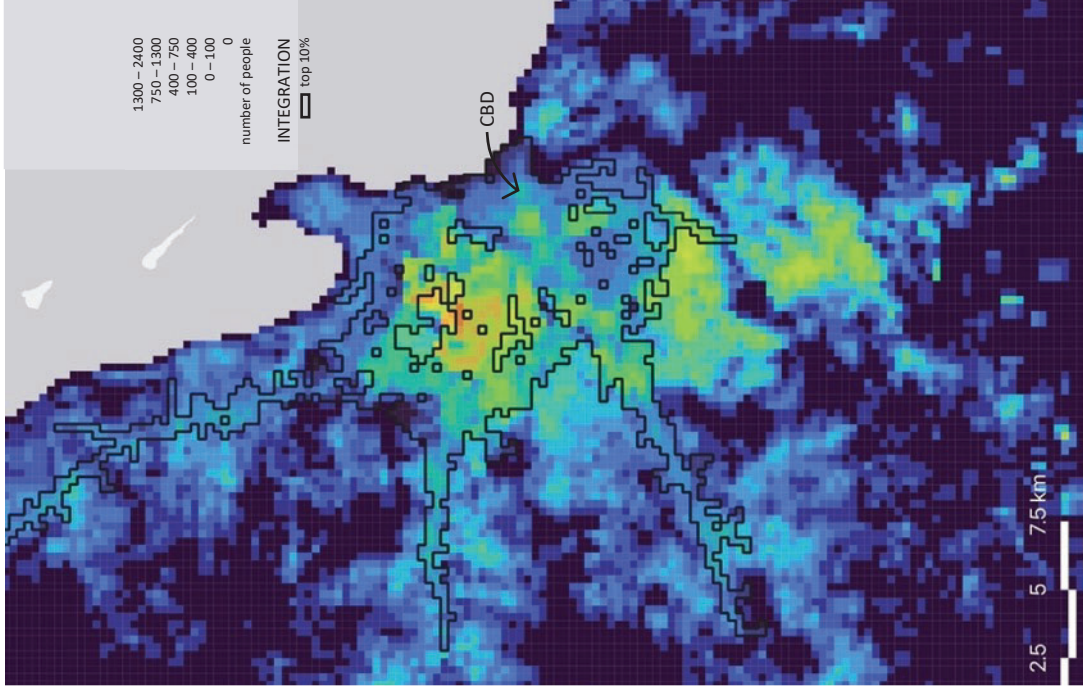 1300 – 2400
750 – 1300
400 – 750
100 – 400
0 – 100
0
number of people
INTEGRATION
top 10%
CBD
2.5 5 7.5 km